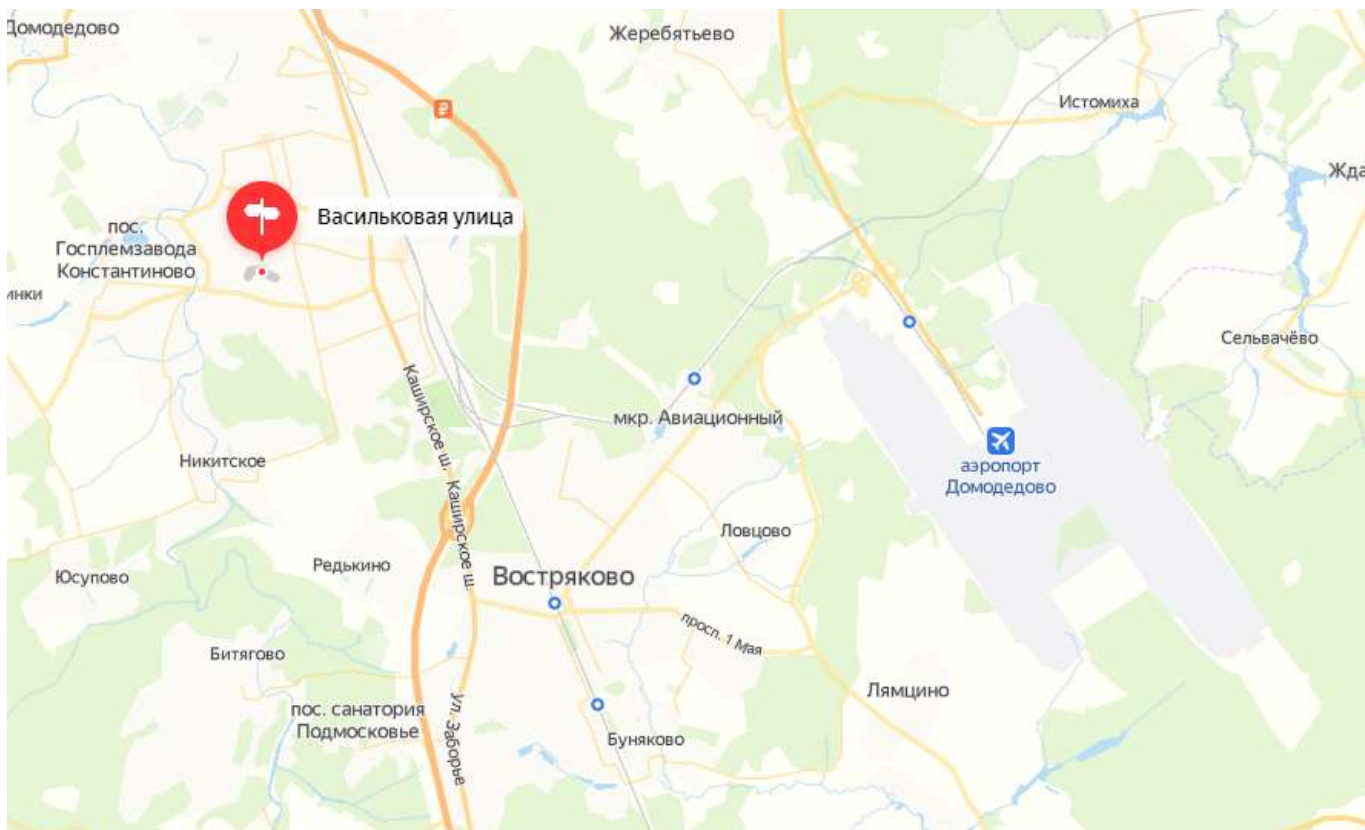 Домодедово
Жеребятьево
Истомиха
₽
Жда
Васильковая улица
пос.
Госплемзавода
Константиново
инки
Сельвачёво
Каширское ш.
мкр. Авиационный
аэропорт
Домодедово
Никитское
Каширское ш.
Ловцово
Редькино
Юсупово
Востряково
просп. 1 Мая
Битягово
Лямцино
пос. санатория
Подмосковье
ул. Заборье
Буняково